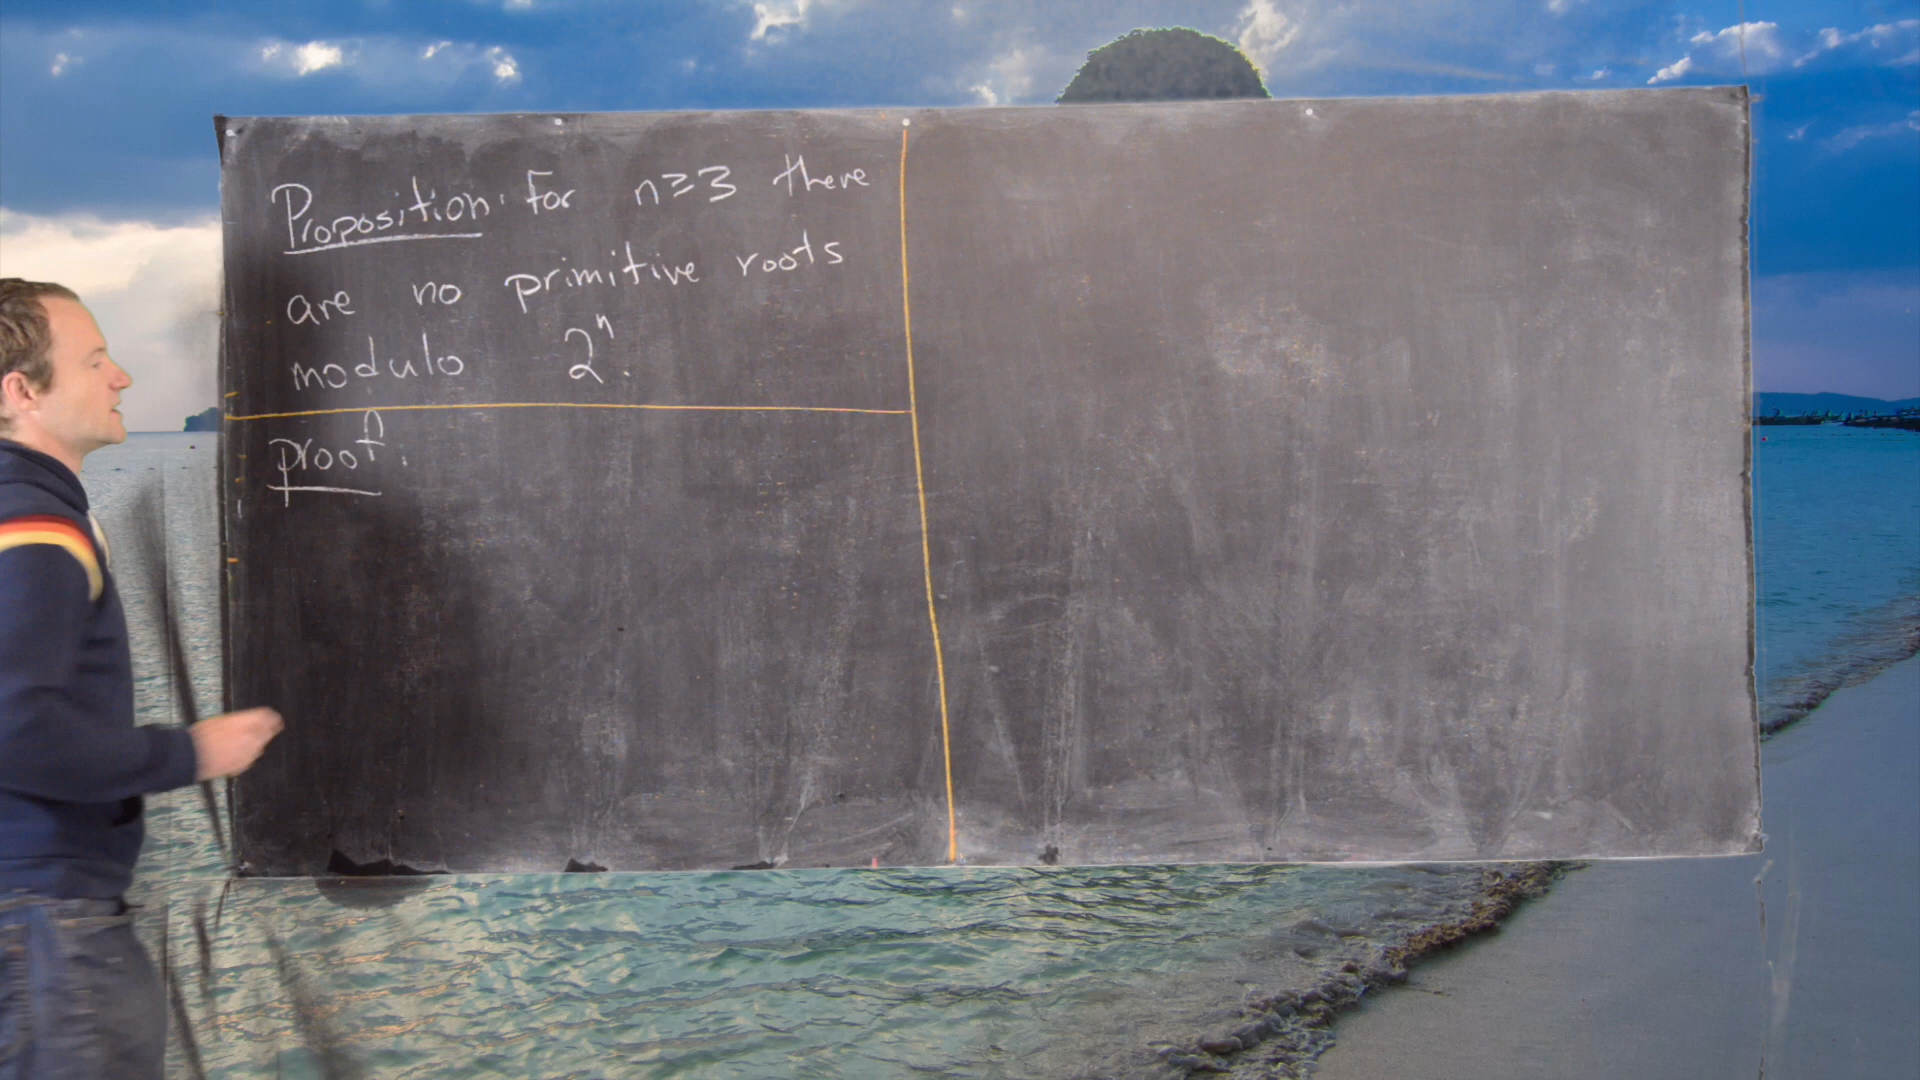 Proposition: For n≥3 there
are no primitive roots
modulo 2ⁿ.
proof: